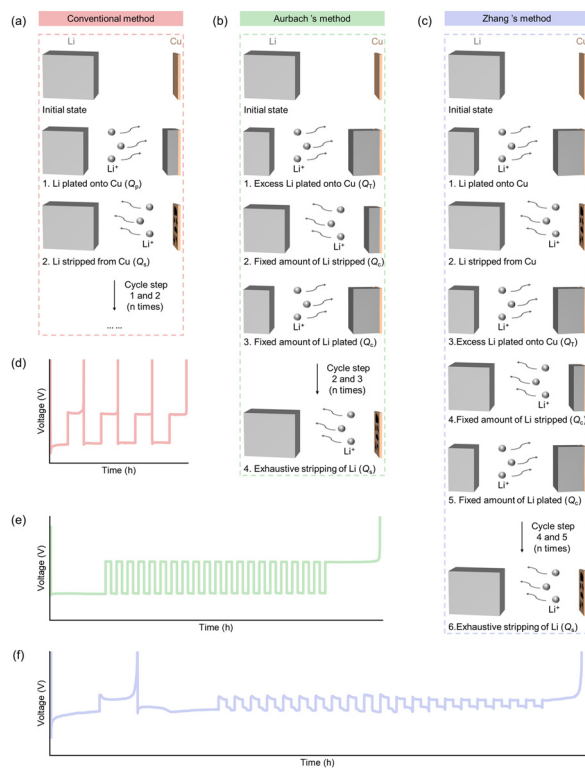 (a)
Conventional method
Li
Cu
Initial state
Li⁺
1. Li plated onto Cu (Qₚ)
Li⁺
2. Li stripped from Cu (Qₛ)
Cycle step
1 and 2
(n times)
... ...
(b)
Aurbach 's method
Li
Cu
Initial state
Li⁺
1. Excess Li plated onto Cu (Q_T)
Li⁺
2. Fixed amount of Li stripped (Q_c)
Li⁺
3. Fixed amount of Li plated (Q_c)
Cycle step
2 and 3
(n times)
Li⁺
4. Exhaustive stripping of Li (Qₛ)
(c)
Zhang 's method
Li
Cu
Initial state
Li⁺
1. Li plated onto Cu
Li⁺
2. Li stripped from Cu
Li⁺
3.Excess Li plated onto Cu (Q_T)
Li⁺
4.Fixed amount of Li stripped (Q_c)
Li⁺
5. Fixed amount of Li plated (Q_c)
Cycle step
4 and 5
(n times)
Li⁺
6.Exhaustive stripping of Li (Qₛ)
(d)
Voltage (V)
Time (h)
(e)
Voltage (V)
Time (h)
(f)
Voltage (V)
Time (h)